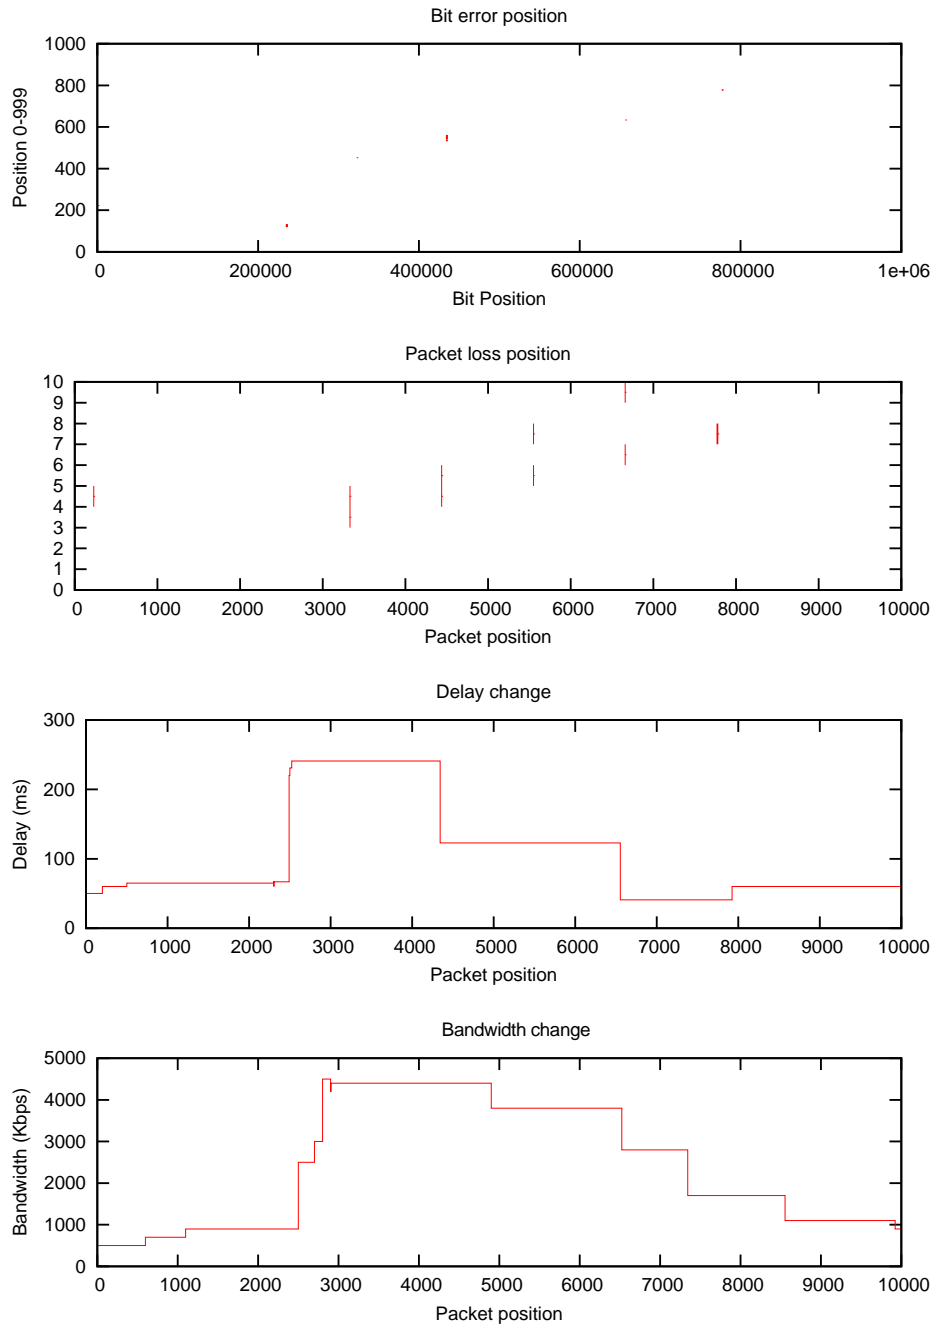 Bit error position
1000
800
600
400
200
0
Position 0-999
0 200000 400000 600000 800000 1e+06
Bit Position
Packet loss position
10
9
8
7
6
5
4
3
2
1
0
0 1000 2000 3000 4000 5000 6000 7000 8000 9000 10000
Packet position
Delay change
300
200
100
0
Delay (ms)
0 1000 2000 3000 4000 5000 6000 7000 8000 9000 10000
Packet position
Bandwidth change
5000
4000
3000
2000
1000
0
Bandwidth (Kbps)
0 1000 2000 3000 4000 5000 6000 7000 8000 9000 10000
Packet position